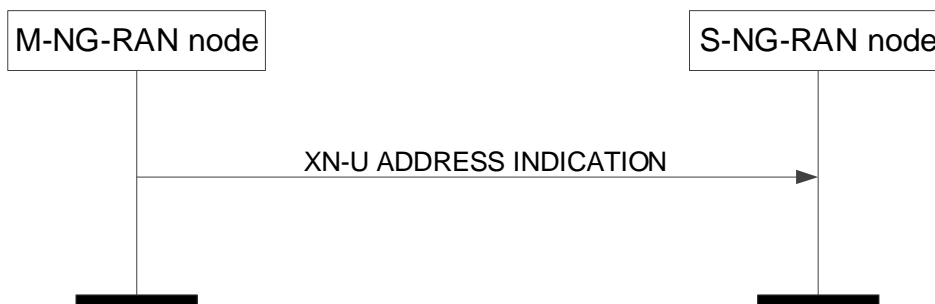 M-NG-RAN node
S-NG-RAN node
XN-U ADDRESS INDICATION